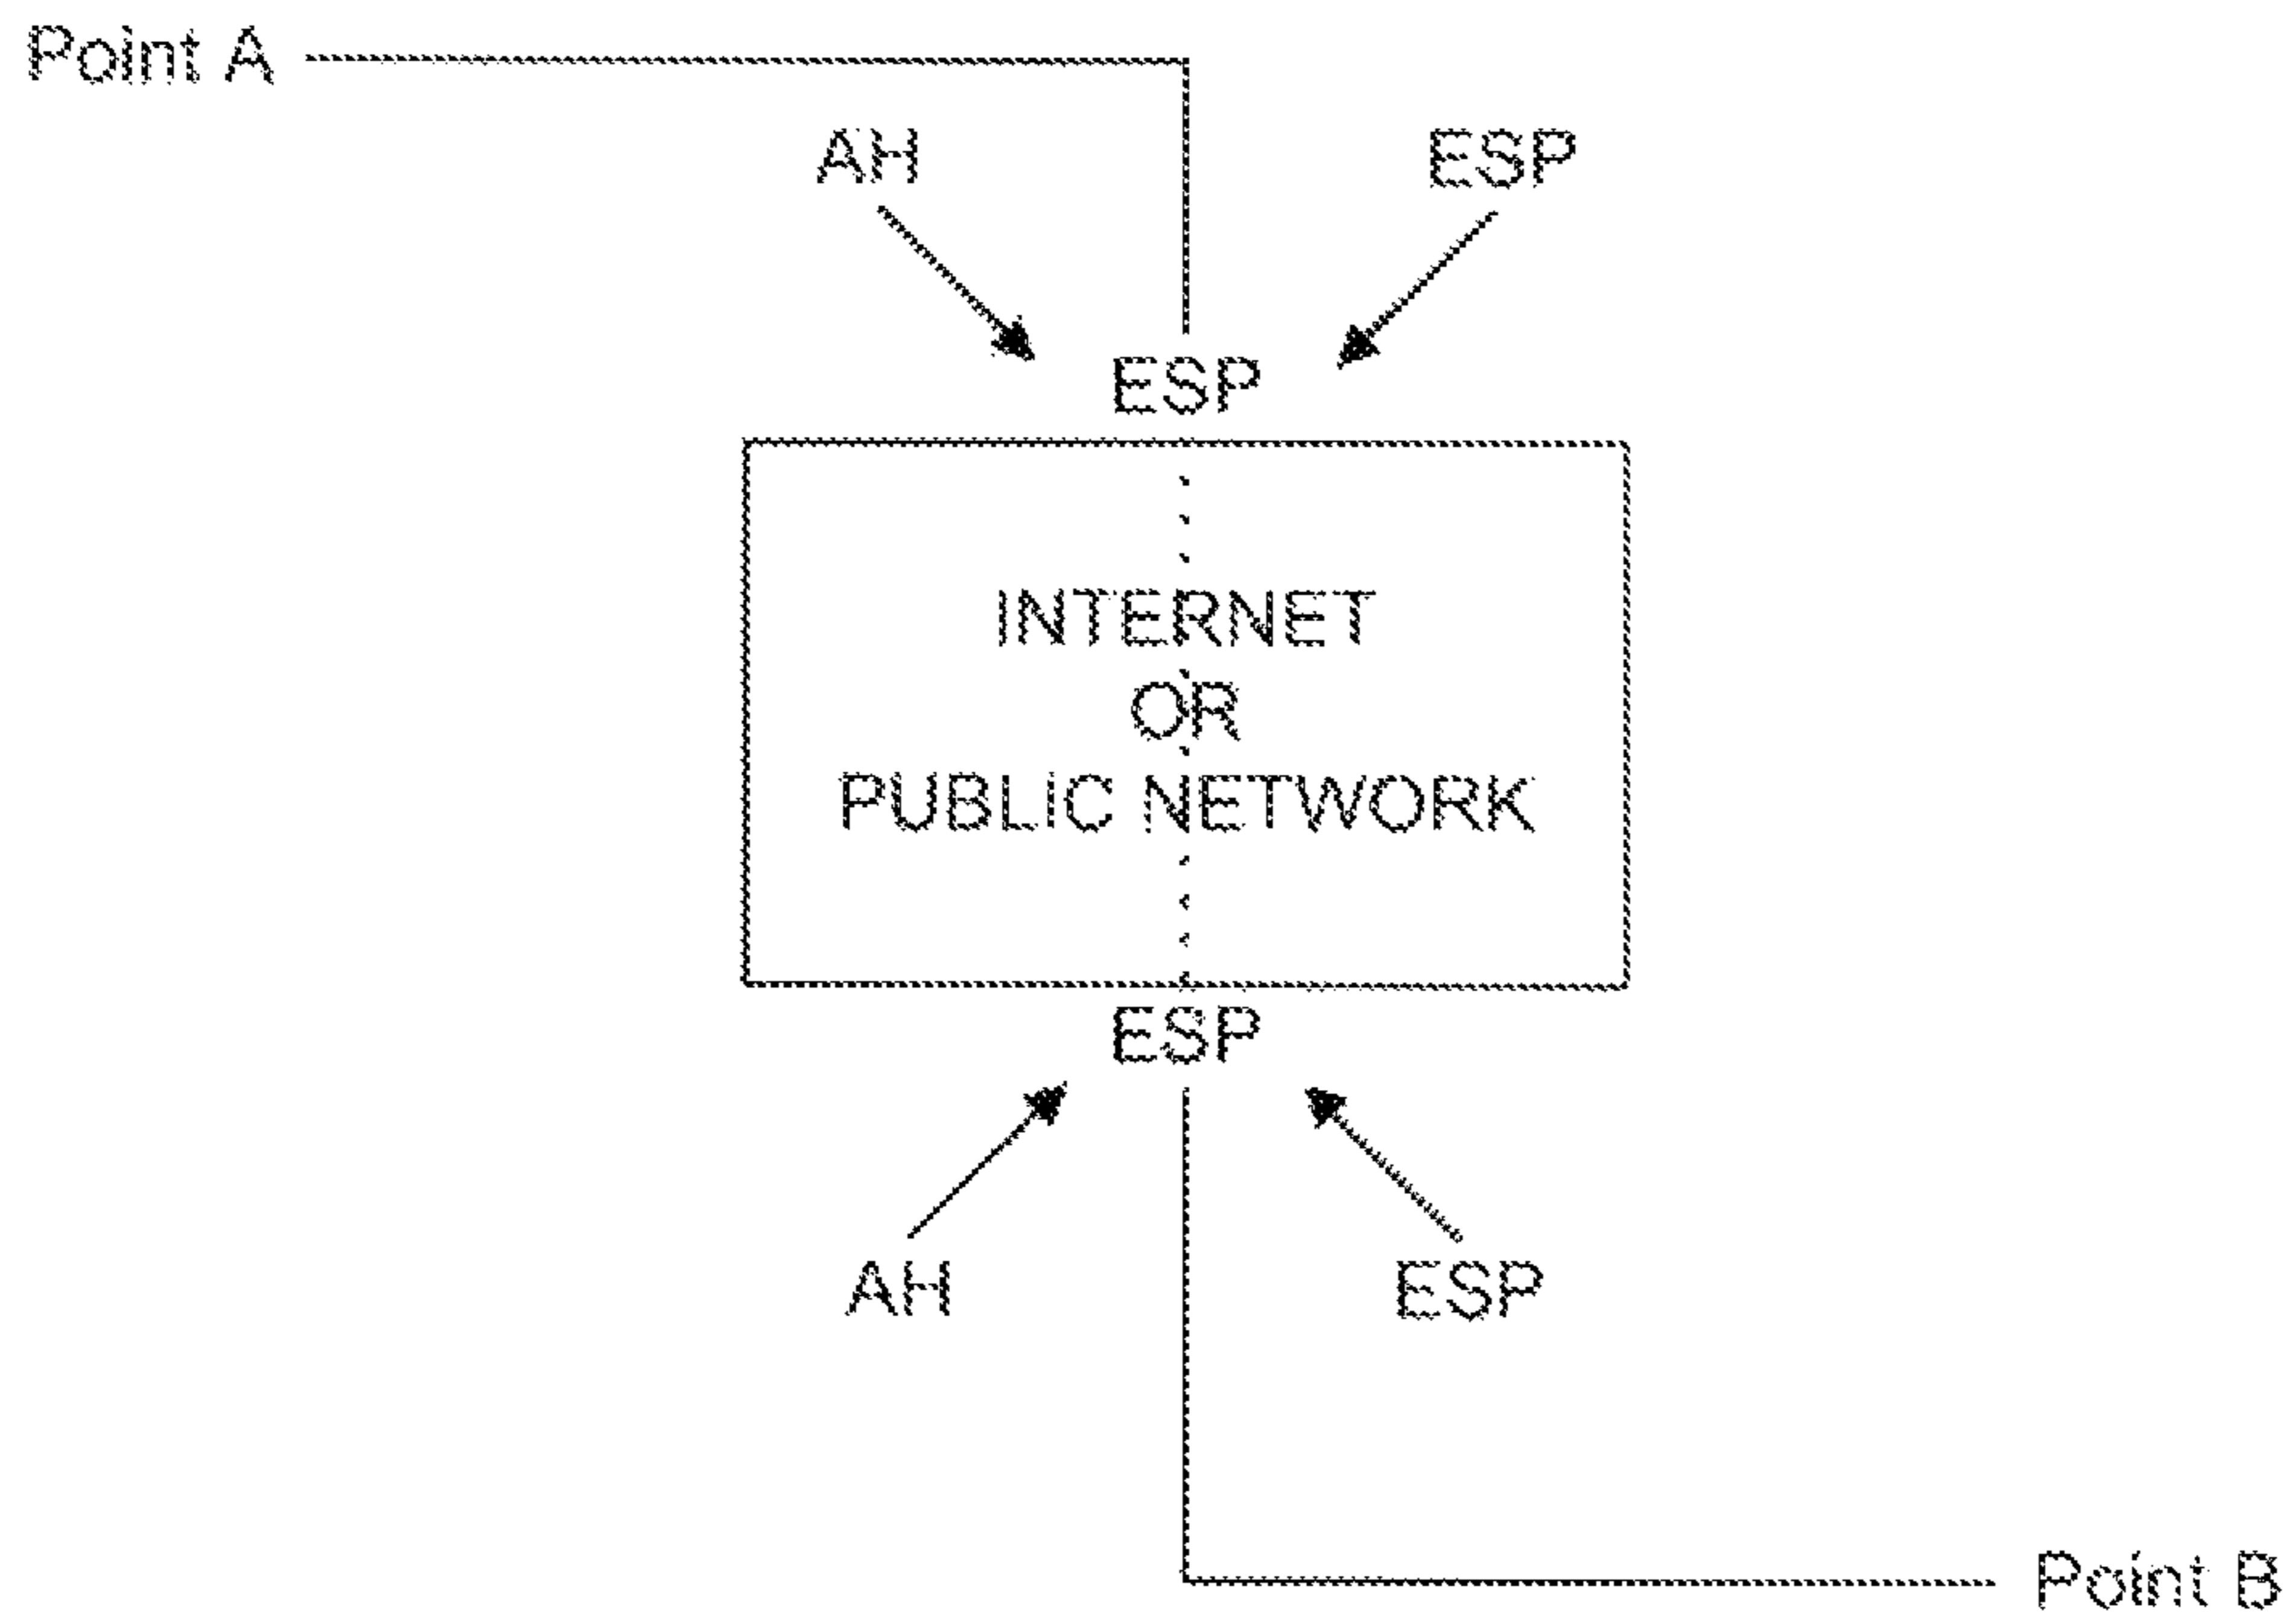 Point A
AH
ESP
ESP
INTERNET
OR
PUBLIC NETWORK
ESP
AH
ESP
Point B